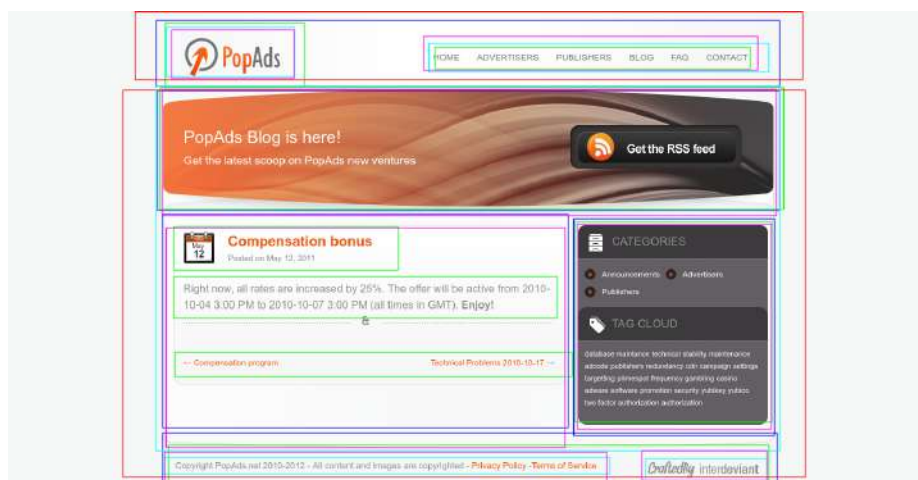 PopAds
HOME ADVERTISERS PUBLISHERS BLOG FAQ CONTACT
PopAds Blog is here!
Get the latest scoop on PopAds new ventures
Get the RSS feed
May
12
Compensation bonus
Posted on May 12, 2011
Right now, all rates are increased by 25%. The offer will be active from 2010-
10-04 3:00 PM to 2010-10-07 3:00 PM (all times in GMT). Enjoy!
&
← Compensation program
Technical Problems 2010-10-17 →
CATEGORIES
Announcements Advertisers
Publishers
TAG CLOUD
database maintance technical stability maintenance
adcode publishers redundancy cdn campaign settings
targetting primespot frequency gambling casino
adware software promotion security yubikey yubico
two factor authorization authorization
Copyright PopAds.net 2010-2012 - All content and images are copyrighted - Privacy Policy - Terms of Service
Craftedby interdeviant